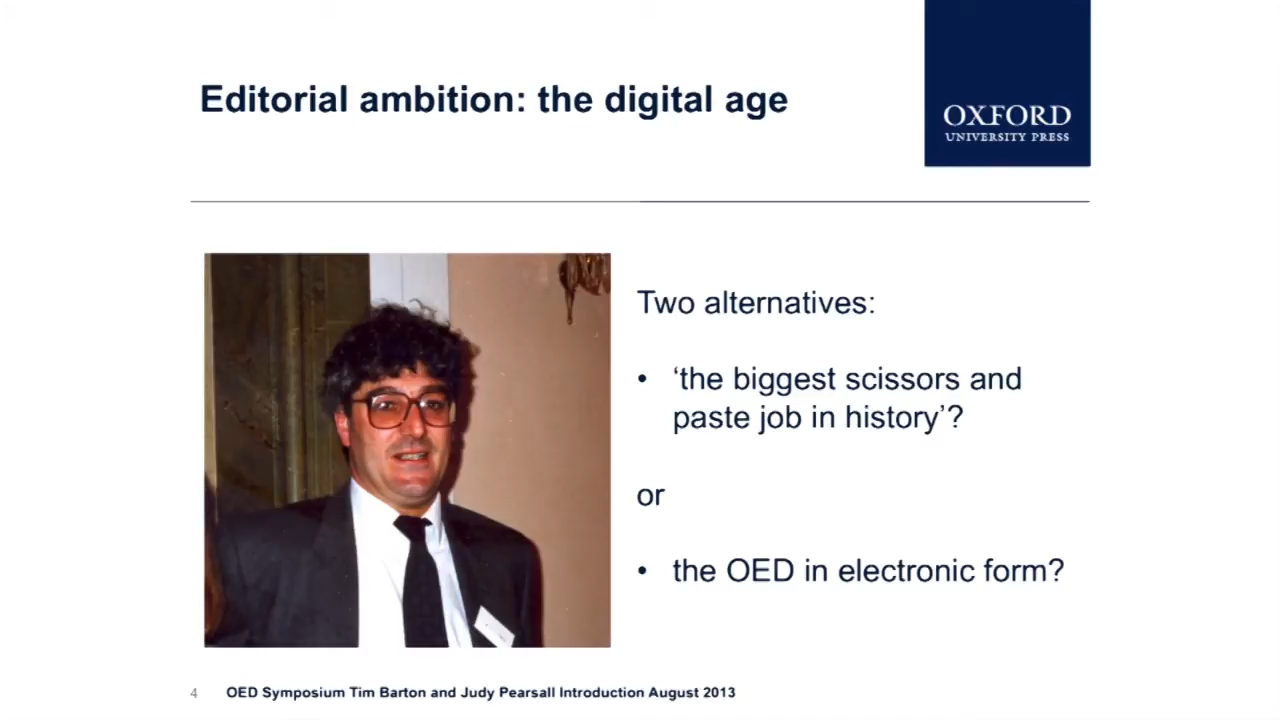 Editorial ambition: the digital age
OXFORD
UNIVERSITY PRESS
Two alternatives:
• ‘the biggest scissors and
paste job in history’?
or
• the OED in electronic form?
4 OED Symposium Tim Barton and Judy Pearsall Introduction August 2013